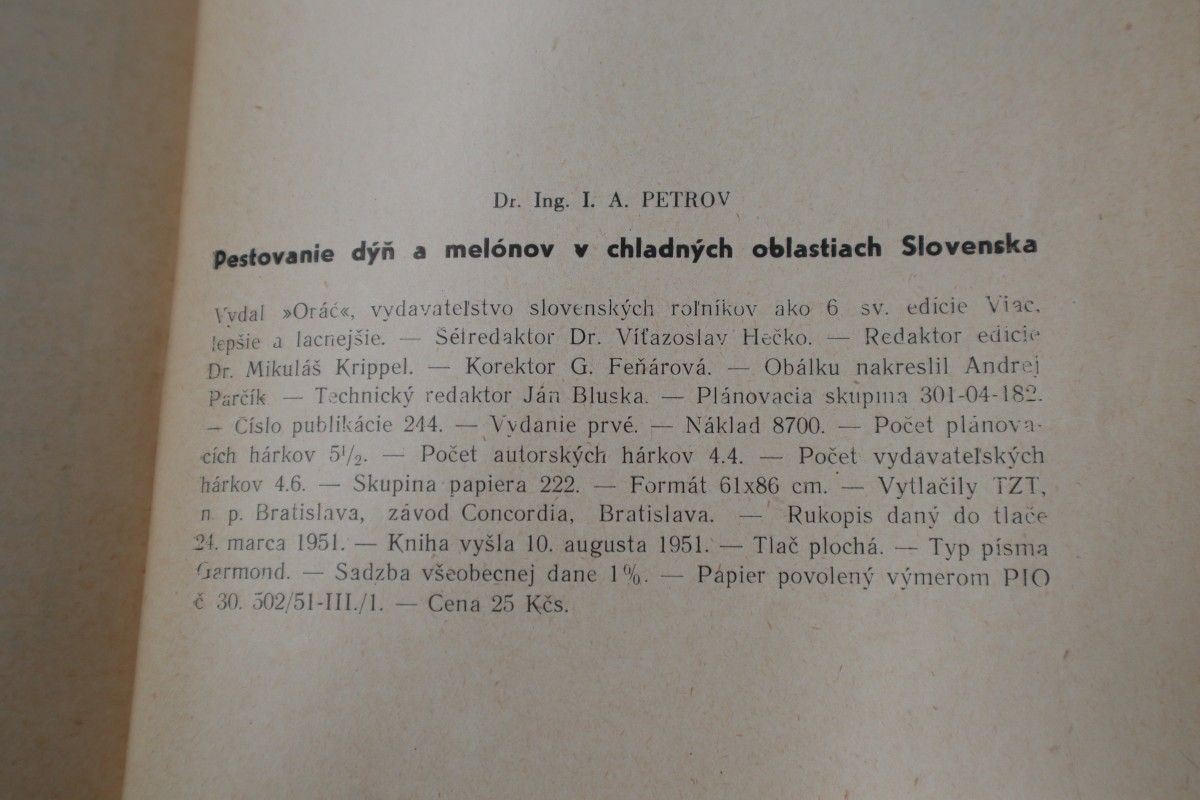 Dr. Ing. I. A. PETROV
Pestovanie dýň a melónov v chladných oblastiach Slovenska
Vydal »Oráč«, vydavateľstvo slovenských roľníkov ako 6 sv. edície Viac,
lepšie a lacnejšie. — Šéfredaktor Dr. Víťazoslav Hečko. — Redaktor edície
Dr. Mikuláš Krippel. — Korektor G. Feňárová. — Obálku nakreslil Andrej
Parčík — Technický redaktor Ján Bluska. — Plánovacia skupina 301-04-182.
— Číslo publikácie 244. — Vydanie prvé. — Náklad 8700. — Počet plánova-
cích hárkov 5¹/₂. — Počet autorských hárkov 4.4. — Počet vydavateľských
hárkov 4.6. — Skupina papiera 222. — Formát 61x86 cm. — Vytlačily TZT,
n. p. Bratislava, závod Concordia, Bratislava. — Rukopis daný do tlače
24. marca 1951. — Kniha vyšla 10. augusta 1951. — Tlač plochá. — Typ písma
Garmond. — Sadzba všeobecnej dane 1%. — Papier povolený výmerom PIO
č 30. 502/51-III./1. — Cena 25 Kčs.